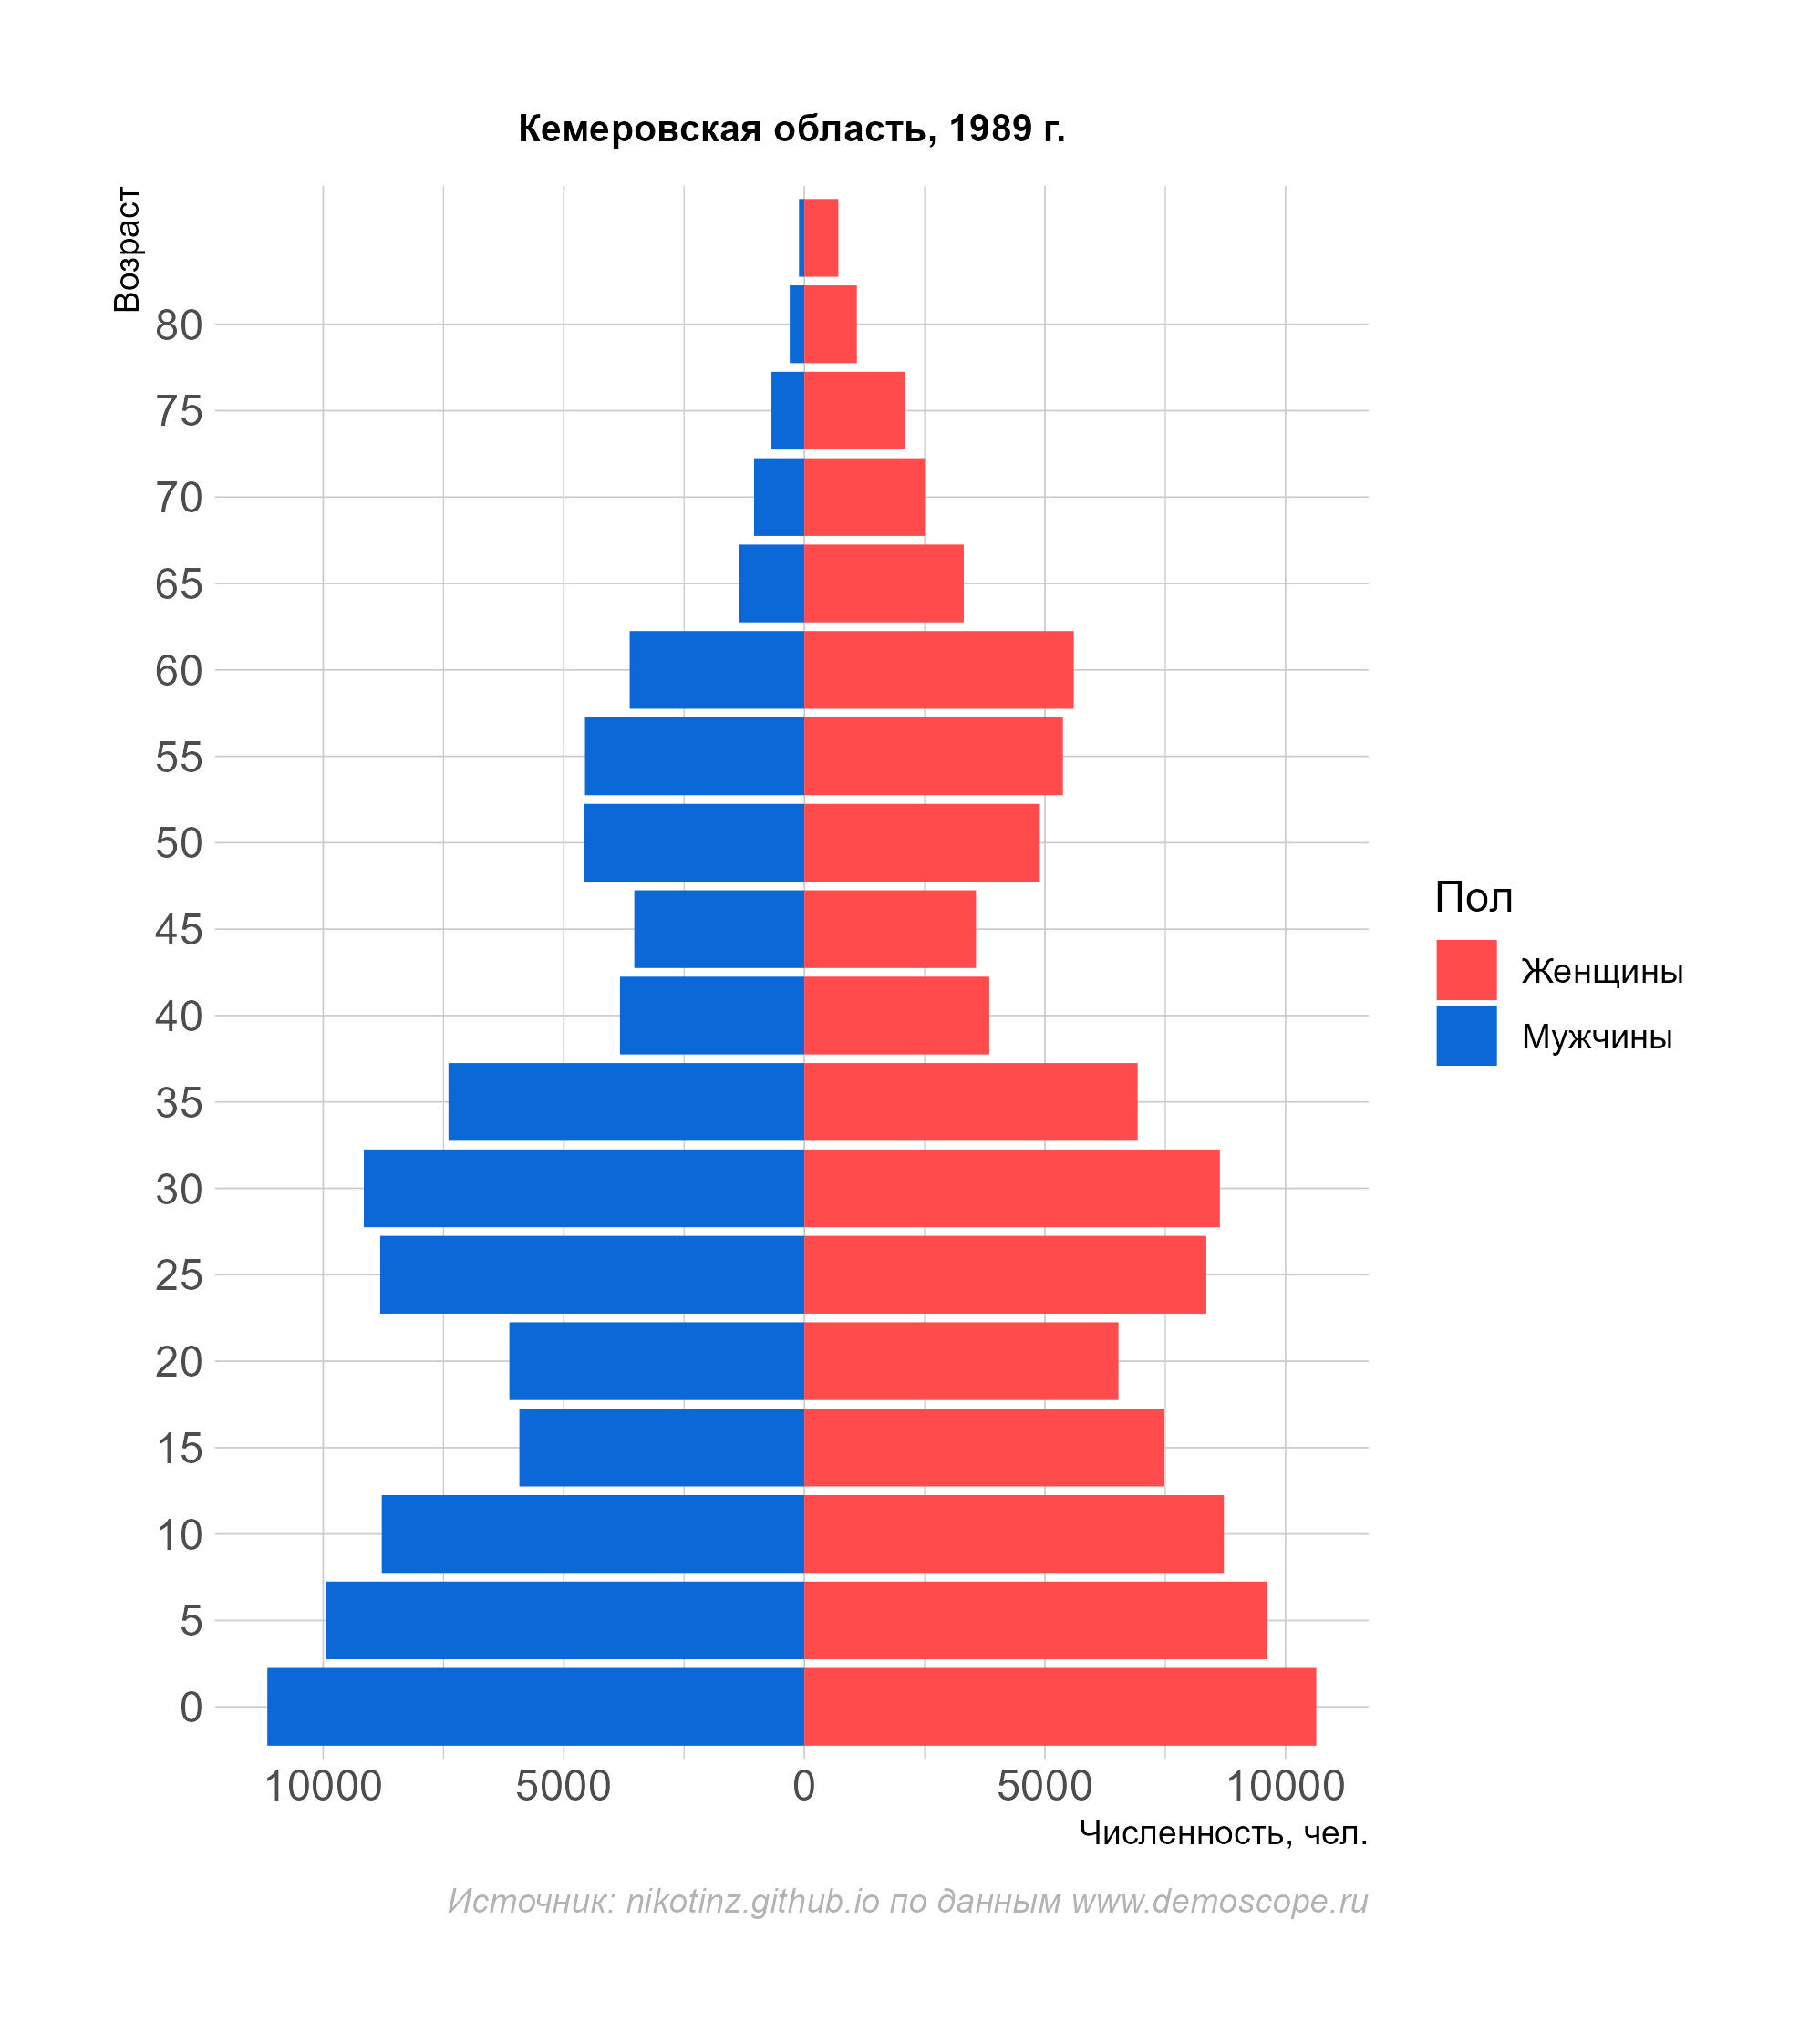 Кемеровская область, 1989 г.
Возраст
80
75
70
65
60
55
50
45
40
35
30
25
20
15
10
5
0
10000 5000 0 5000 10000
Численность, чел.
Пол
Женщины
Мужчины
Источник: nikotinz.github.io по данным www.demoscope.ru